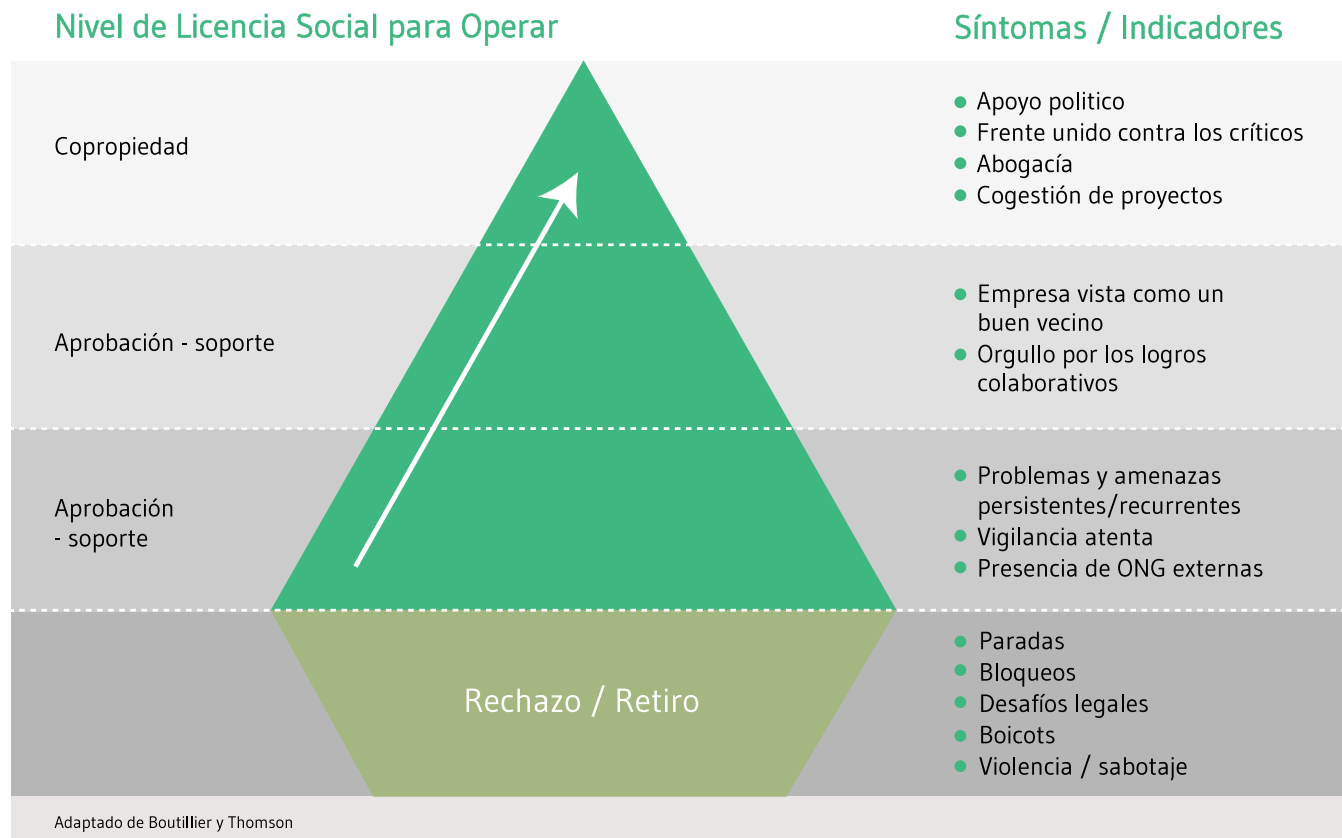 Nivel de Licencia Social para Operar
Síntomas / Indicadores
Copropiedad
Apoyo politico
Frente unido contra los críticos
Abogacía
Cogestión de proyectos
Aprobación - soporte
Empresa vista como un
buen vecino
Orgullo por los logros
colaborativos
Aprobación
- soporte
Problemas y amenazas
persistentes/recurrentes
Vigilancia atenta
Presencia de ONG externas
Rechazo / Retiro
Paradas
Bloqueos
Desafíos legales
Boicots
Violencia / sabotaje
Adaptado de Boutillier y Thomson